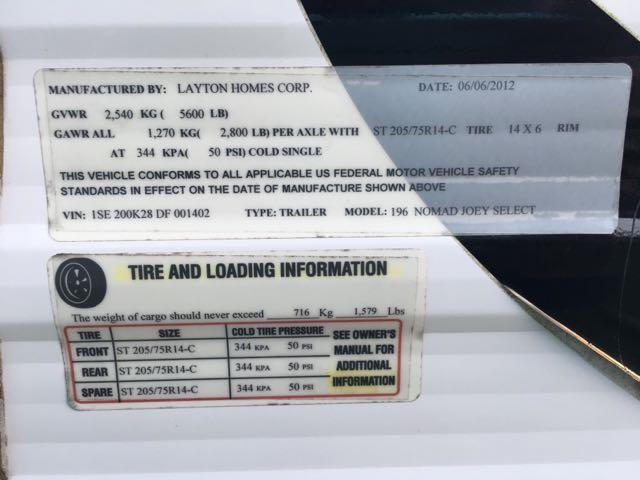 MANUFACTURED BY: LAYTON HOMES CORP. DATE: 06/06/2012
GVWR 2,540 KG ( 5600 LB)
GAWR ALL 1,270 KG( 2,800 LB) PER AXLE WITH ST 205/75R14-C TIRE 14 X 6 RIM
AT 344 KPA( 50 PSI) COLD SINGLE
THIS VEHICLE CONFORMS TO ALL APPLICABLE US FEDERAL MOTOR VEHICLE SAFETY
STANDARDS IN EFFECT ON THE DATE OF MANUFACTURE SHOWN ABOVE
VIN: 1SE 200K28 DF 001402 TYPE: TRAILER MODEL: 196 NOMAD JOEY SELECT
TIRE AND LOADING INFORMATION
The weight of cargo should never exceed 716 Kg 1,579 Lbs
TIRE SIZE COLD TIRE PRESSURE
FRONT ST 205/75R14-C 344 KPA 50 PSI
REAR ST 205/75R14-C 344 KPA 50 PSI
SPARE ST 205/75R14-C 344 KPA 50 PSI
SEE OWNER'S
MANUAL FOR
ADDITIONAL
INFORMATION